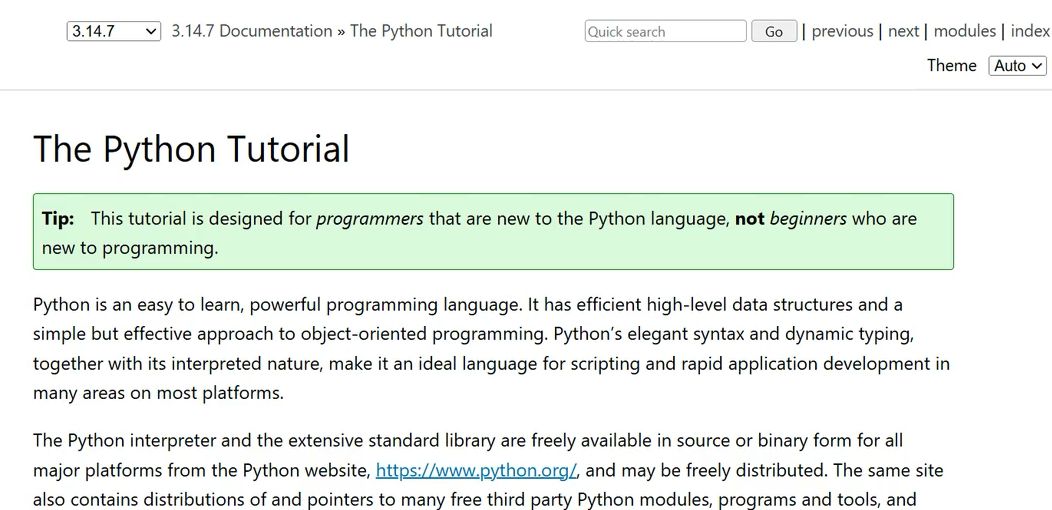 3.14.7 3.14.7 Documentation » The Python Tutorial Quick search Go | previous | next | modules | index
Theme Auto
The Python Tutorial
Tip: This tutorial is designed for programmers that are new to the Python language, not beginners who are
new to programming.
Python is an easy to learn, powerful programming language. It has efficient high-level data structures and a
simple but effective approach to object-oriented programming. Python’s elegant syntax and dynamic typing,
together with its interpreted nature, make it an ideal language for scripting and rapid application development in
many areas on most platforms.
The Python interpreter and the extensive standard library are freely available in source or binary form for all
major platforms from the Python website, https://www.python.org/, and may be freely distributed. The same site
also contains distributions of and pointers to many free third party Python modules, programs and tools, and